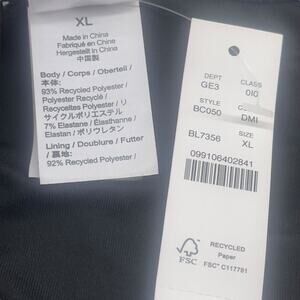 XL
Made in China
Fabriqué en Chine
Hergestellt in China
中国製
Body / Corps / Oberteil /
本体:
93% Recycled Polyester /
Polyester Recyclé /
Recyceltes Polyester / リ
サイクルポリエステル
7% Elastane / Élasthanne /
Elastan / ポリウレタン
Lining / Doublure / Futter
/ 裏地:
92% Recycled Polyester /
DEPT CLASS
GE3 010
STYLE
BC050 DMI
SIZE
BL7356 XL
099106402841
FSC
RECYCLED
Paper
FSC® C117791